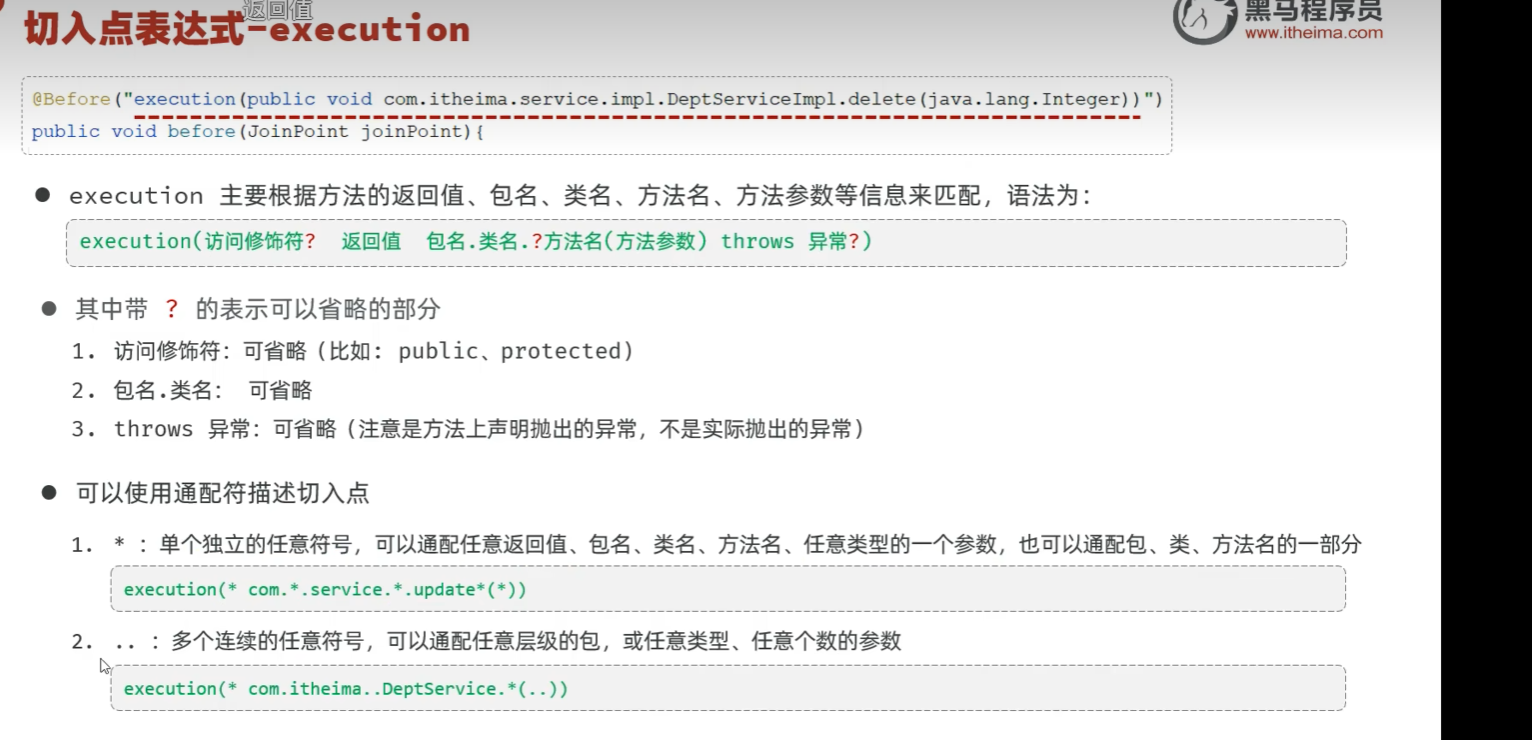 返回值
切入点表达式-execution
黑马程序员
www.itheima.com
@Before("execution(public void com.itheima.service.impl.DeptServiceImpl.delete(java.lang.Integer))")
public void before(JoinPoint joinPoint){
● execution 主要根据方法的返回值、包名、类名、方法名、方法参数等信息来匹配，语法为：
execution(访问修饰符? 返回值 包名.类名.?方法名(方法参数) throws 异常?)
● 其中带 ? 的表示可以省略的部分
1. 访问修饰符：可省略（比如: public、protected）
2. 包名.类名： 可省略
3. throws 异常：可省略（注意是方法上声明抛出的异常，不是实际抛出的异常）
● 可以使用通配符描述切入点
1. * ：单个独立的任意符号，可以通配任意返回值、包名、类名、方法名、任意类型的一个参数，也可以通配包、类、方法名的一部分
execution(* com.*.service.*.update*(*))
2. .. ：多个连续的任意符号，可以通配任意层级的包，或任意类型、任意个数的参数
execution(* com.itheima..DeptService.*(..))